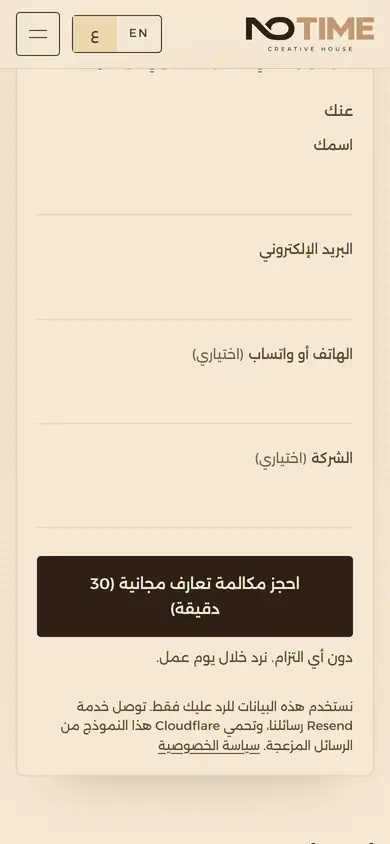 NOTIME
CREATIVE HOUSE
ع
EN
عنك
اسمك
البريد الإلكتروني
الهاتف أو واتساب (اختياري)
الشركة (اختياري)
احجز مكالمة تعارف مجانية (30
دقيقة)
دون أي التزام. نرد خلال يوم عمل.
نستخدم هذه البيانات للرد عليك فقط. توصل خدمة
Resend رسائلنا، وتحمي Cloudflare هذا النموذج من
الرسائل المزعجة. سياسة الخصوصية